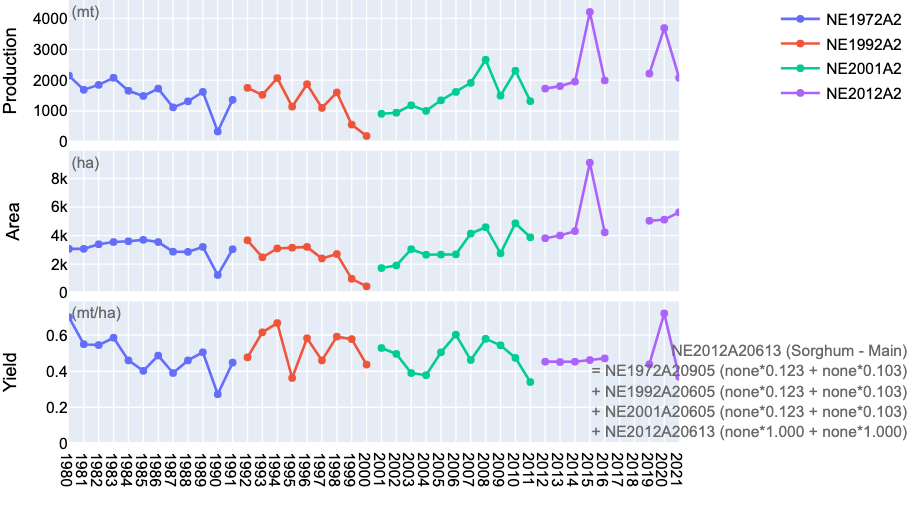 (mt)
Production
4000
3000
2000
1000
0
NE1972A2
NE1992A2
NE2001A2
NE2012A2
(ha)
Area
8k
6k
4k
2k
0
(mt/ha)
Yield
0.6
0.4
0.2
0
NE2012A20613 (Sorghum - Main)
= NE1972A20905 (none*0.123 + none*0.103)
+ NE1992A20605 (none*0.123 + none*0.103)
+ NE2001A20605 (none*0.123 + none*0.103)
+ NE2012A20613 (none*1.000 + none*1.000)
1980
1981
1982
1983
1984
1985
1986
1987
1988
1989
1990
1991
1992
1993
1994
1995
1996
1997
1998
1999
2000
2001
2002
2003
2004
2005
2006
2007
2008
2009
2010
2011
2012
2013
2014
2015
2016
2017
2018
2019
2020
2021